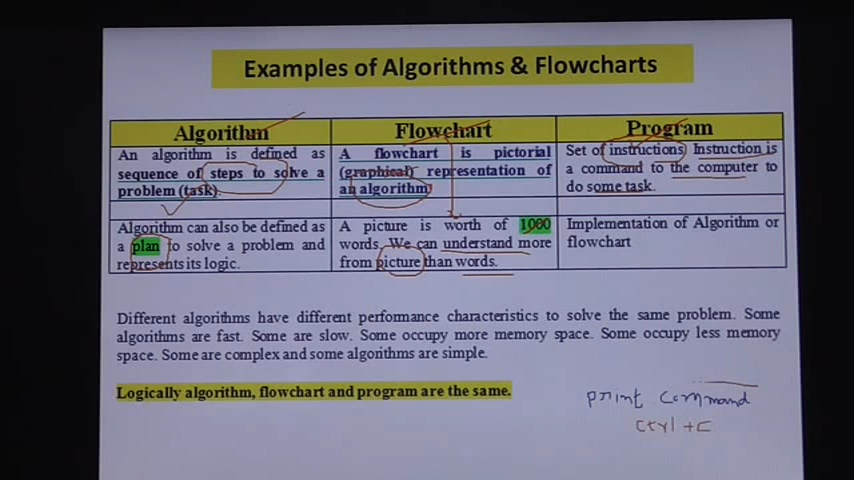 Examples of Algorithms & Flowcharts
Algorithm
Flowchart
Program
An algorithm is defined as
sequence of steps to solve a
problem (task).
A flowchart is pictorial
(graphical) representation of
an algorithm.
Set of instructions. Instruction is
a command to the computer to
do some task.
Algorithm can also be defined as
a plan to solve a problem and
represents its logic.
A picture is worth of 1000
words. We can understand more
from picture than words.
Implementation of Algorithm or
flowchart
Different algorithms have different performance characteristics to solve the same problem. Some
algorithms are fast. Some are slow. Some occupy more memory space. Some occupy less memory
space. Some are complex and some algorithms are simple.
Logically algorithm, flowchart and program are the same.
print command
Ctrl + C